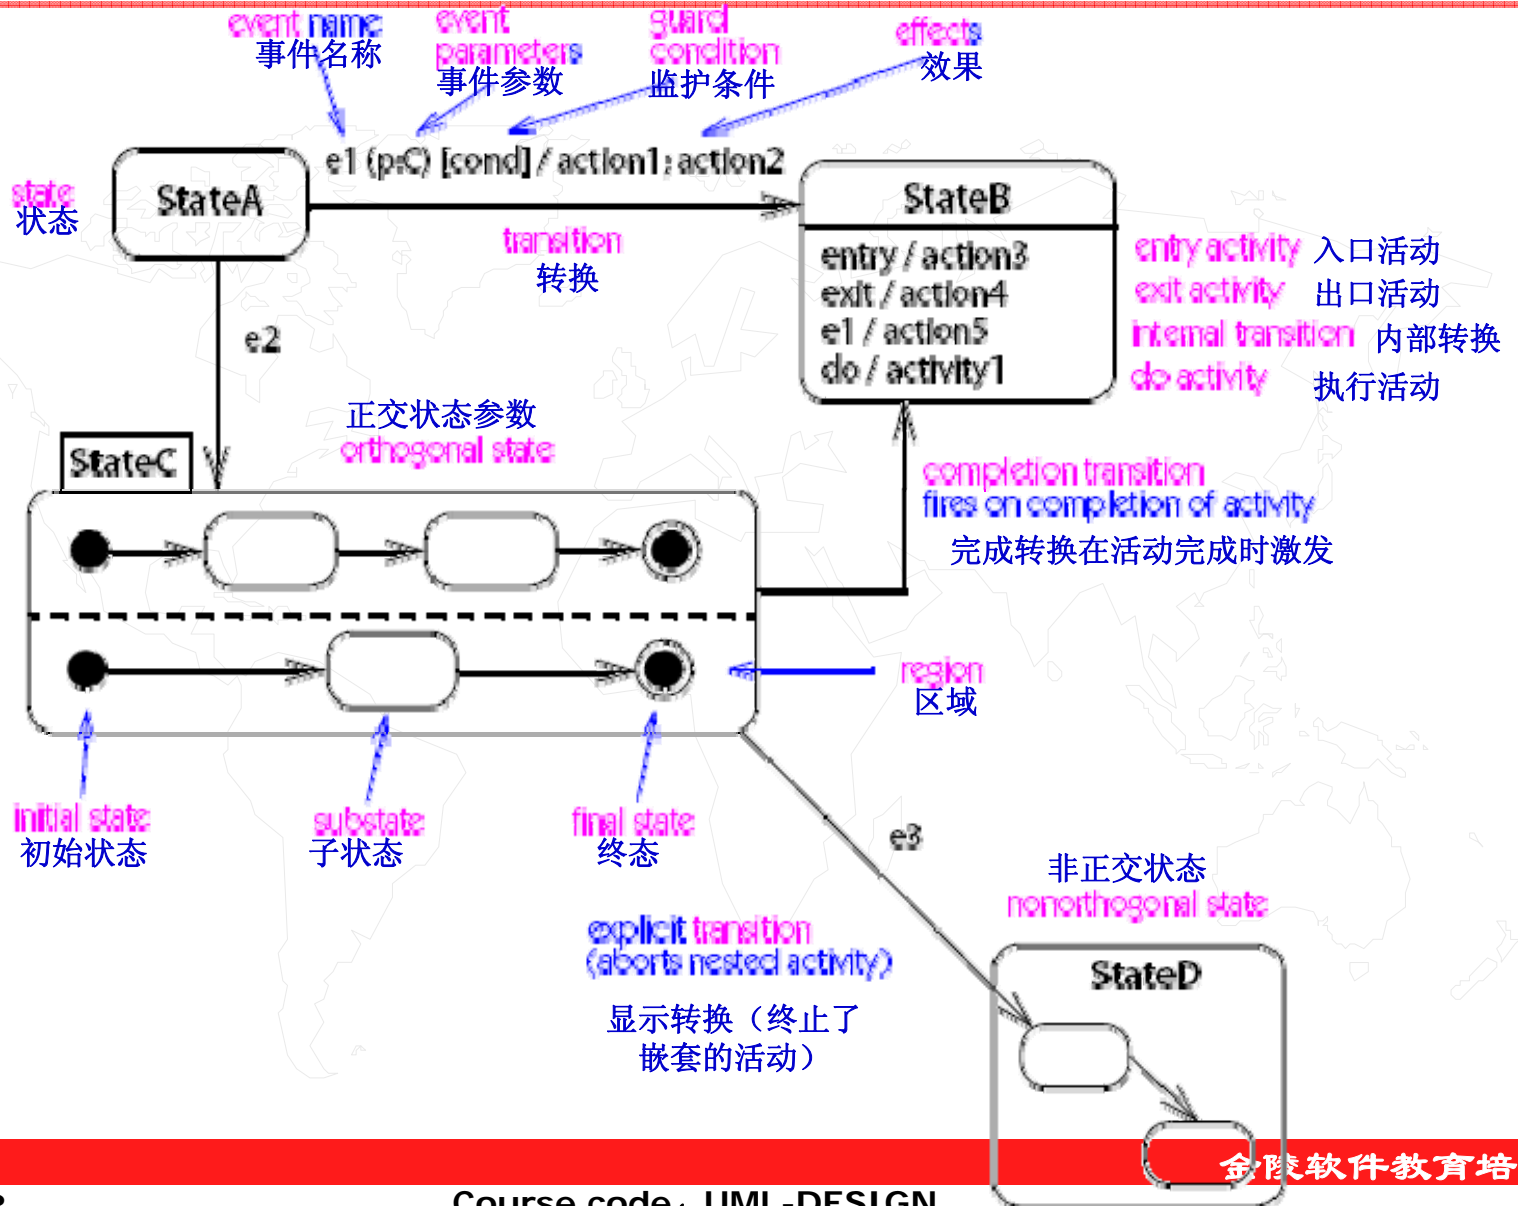 event name
事件名称
event
parameters
事件参数
guard
condition
监护条件
effects
效果
e1 (p:C) [cond] / action1; action2
state
状态
StateA
transition
转换
StateB
entry / action3
exit / action4
e1 / action5
do / activity1
entry activity 入口活动
exit activity 出口活动
internal transition 内部转换
do activity 执行活动
e2
正交状态参数
orthogonal state
StateC
completion transition
fires on completion of activity
完成转换在活动完成时激发
region
区域
initial state
初始状态
substate
子状态
final state
终态
e3
非正交状态
nonorthogonal state
explicit transition
(aborts nested activity)
显示转换（终止了
嵌套的活动）
StateD
金陵软件教育培
Course code: UML-DESIGN